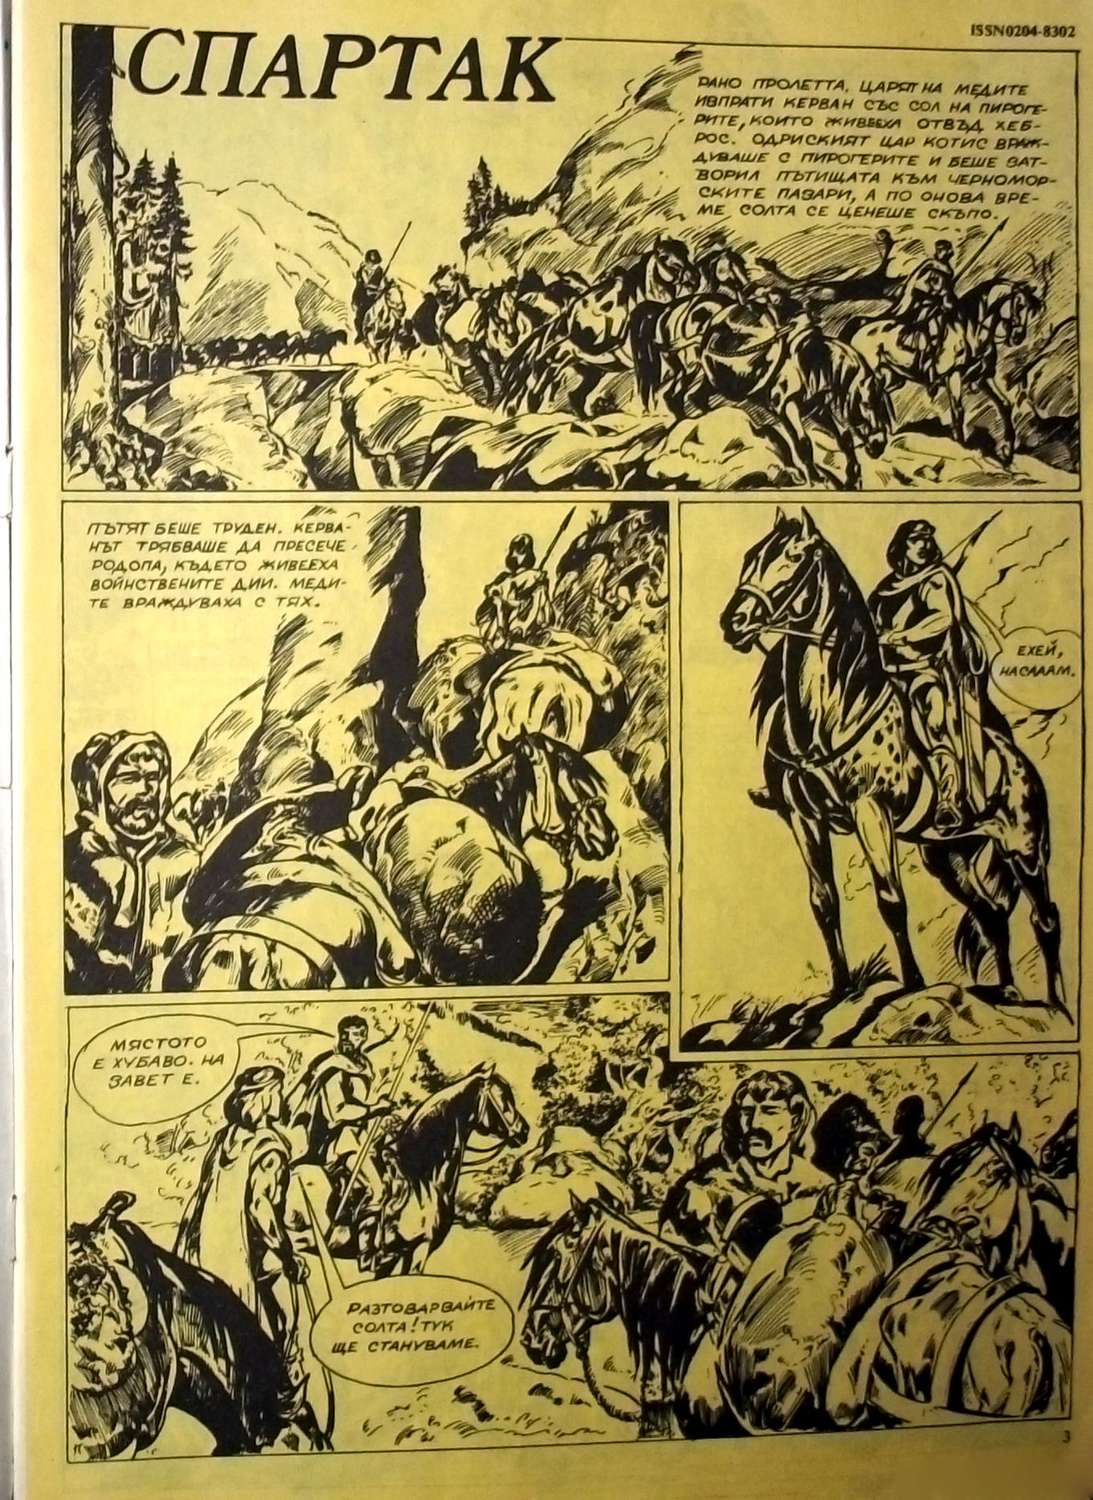 СПАРТАК
ISSN0204-8302
РАНО ПРОЛЕТТА, ЦАРЯТ НА МЕДИТЕ
ИЗПРАТИ КЕРВАН СЪС СОЛ НА ПИРОГЕ-
РИТЕ, КОИТО ЖИВЕЕХА ОТВЪД ХЕБ-
РОС. ОДРИСКИЯТ ЦАР КОТИС ВРАЖ-
ДУВАШЕ С ПИРОГЕРИТЕ И БЕШЕ ЗАТ-
ВОРИЛ ПЪТИЩАТА КЪМ ЧЕРНОМОР-
СКИТЕ ПАЗАРИ, А ПО ОНОВА ВРЕ-
МЕ СОЛТА СЕ ЦЕНЕШЕ СКЪПО.
ПЪТЯТ БЕШЕ ТРУДЕН. КЕРВА-
НЪТ ТРЯБВАШЕ ДА ПРЕСЕЧЕ
РОДОПА, КЪДЕТО ЖИВЕЕХА
ВОЙНСТВЕНИТЕ ДИИ. МЕДИ-
ТЕ ВРАЖДУВАХА С ТЯХ.
ЕХЕЙ,
НАСАААМ.
МЯСТОТО
Е ХУБАВО. НА
ЗАВЕТ Е.
РАЗТОВАРВАЙТЕ
СОЛТА! ТУК
ЩЕ СТАНУВАМЕ.
3